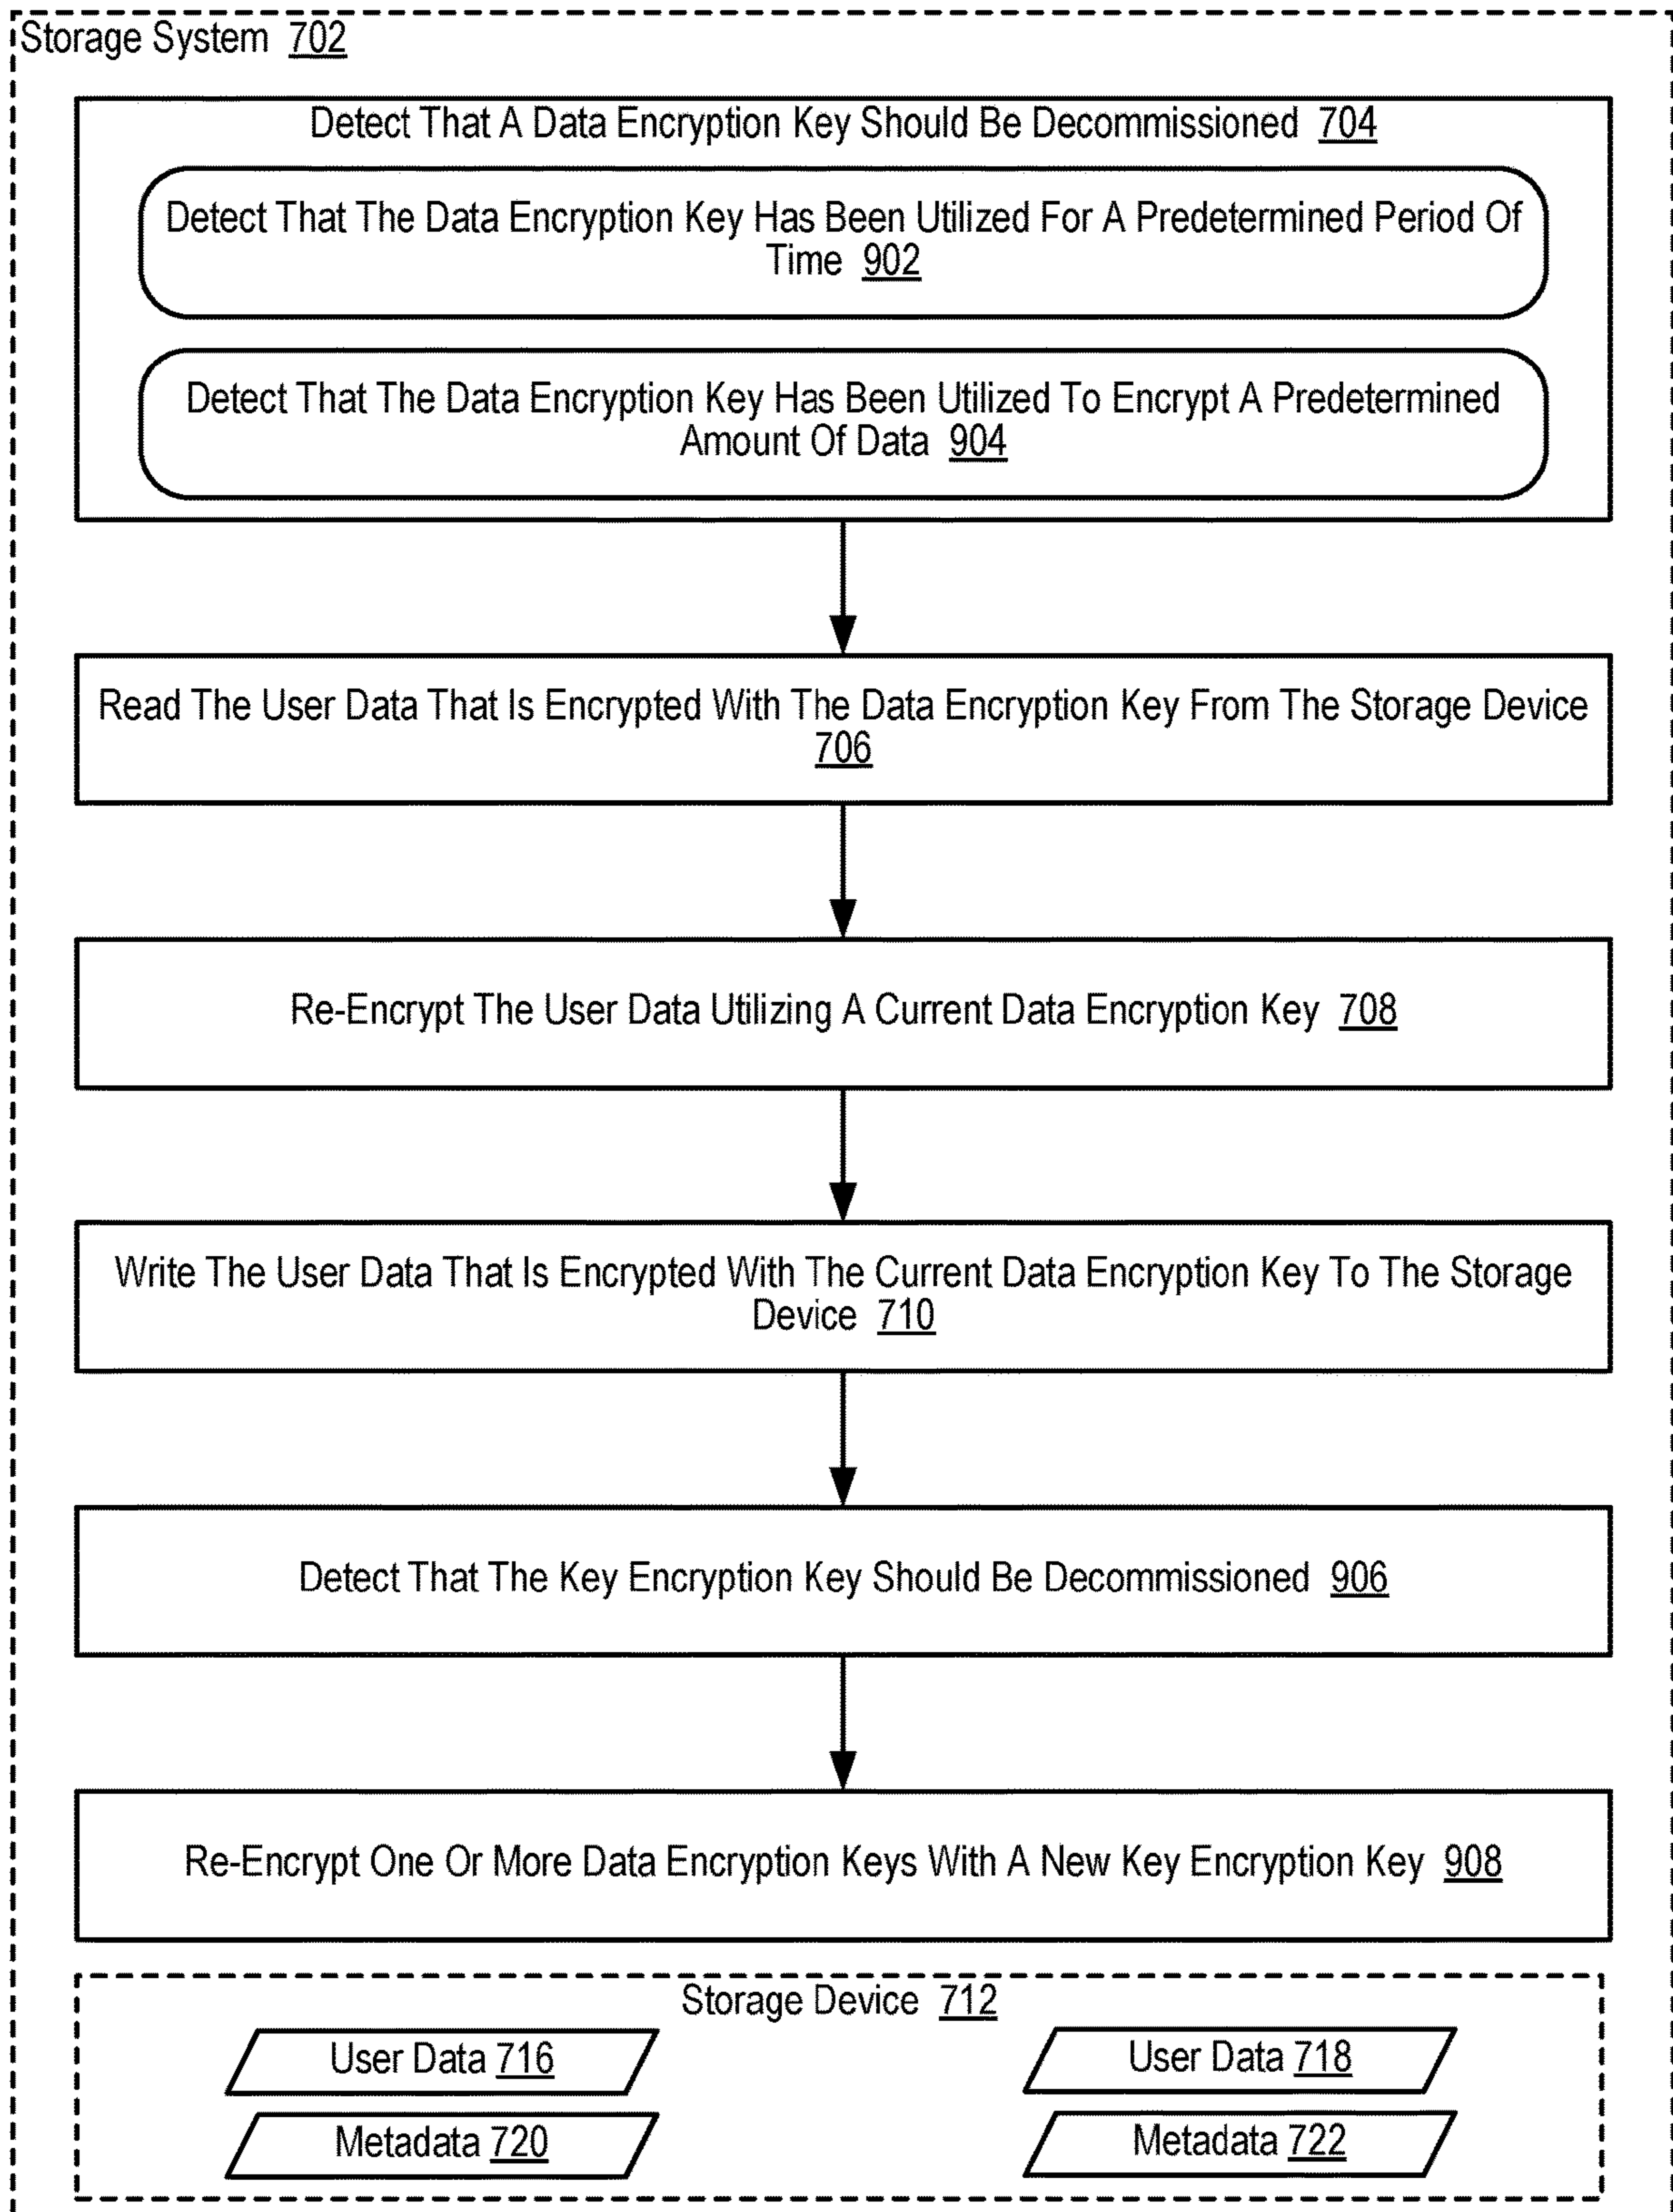 Storage System 702
Detect That A Data Encryption Key Should Be Decommissioned 704
Detect That The Data Encryption Key Has Been Utilized For A Predetermined Period Of
Time 902
Detect That The Data Encryption Key Has Been Utilized To Encrypt A Predetermined
Amount Of Data 904
Read The User Data That Is Encrypted With The Data Encryption Key From The Storage Device
706
Re-Encrypt The User Data Utilizing A Current Data Encryption Key 708
Write The User Data That Is Encrypted With The Current Data Encryption Key To The Storage
Device 710
Detect That The Key Encryption Key Should Be Decommissioned 906
Re-Encrypt One Or More Data Encryption Keys With A New Key Encryption Key 908
Storage Device 712
User Data 716
User Data 718
Metadata 720
Metadata 722